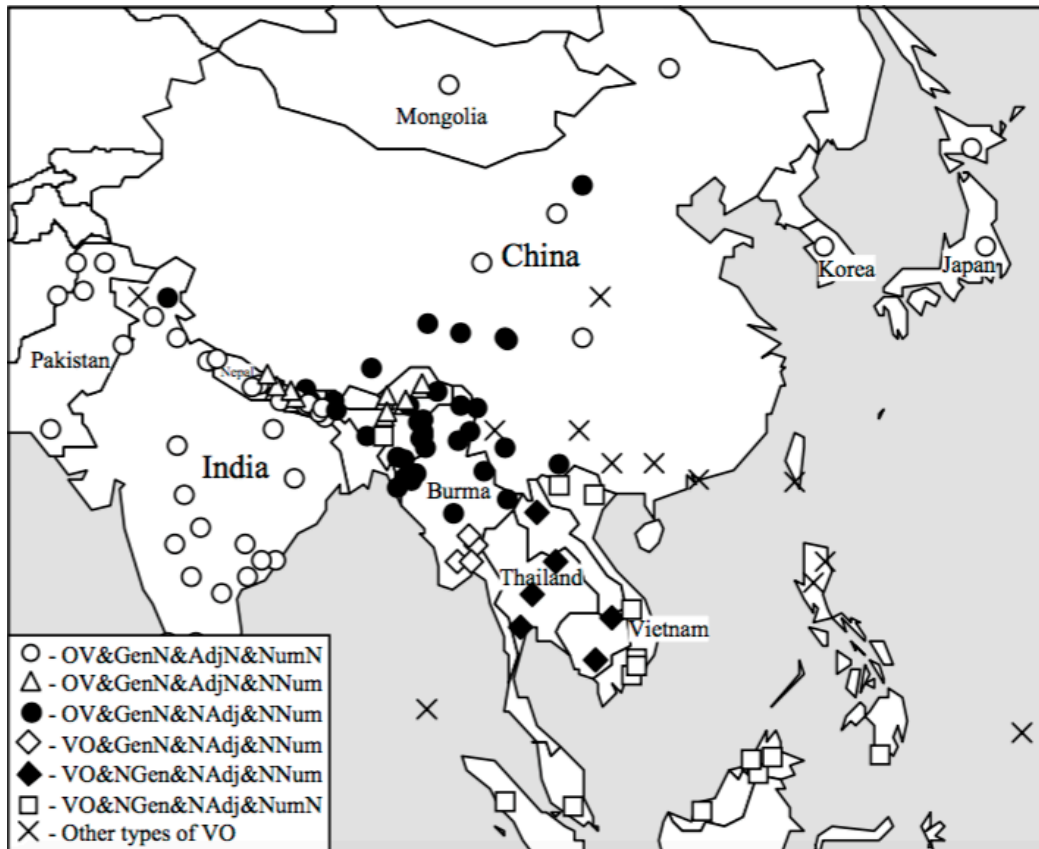 Mongolia
China
Korea
Japan
Pakistan
Nepal
India
Burma
Thailand
Vietnam
- OV&GenN&AdjN&NumN
- OV&GenN&AdjN&NNum
- OV&GenN&NAdj&NNum
- VO&GenN&NAdj&NNum
- VO&NGen&NAdj&NNum
- VO&NGen&NAdj&NumN
- Other types of VO